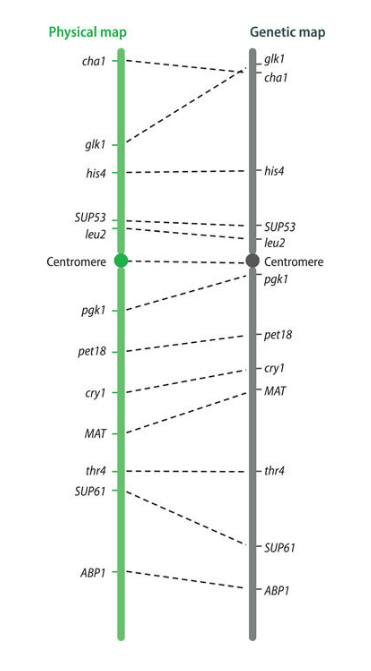 Physical map
Genetic map
cha1
glk1
his4
SUP53
leu2
Centromere
pgk1
pet18
cry1
MAT
thr4
SUP61
ABP1
glk1
cha1
his4
SUP53
leu2
Centromere
pgk1
pet18
cry1
MAT
thr4
SUP61
ABP1